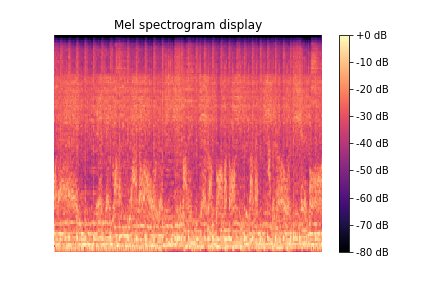 Mel spectrogram display
+0 dB
-10 dB
-20 dB
-30 dB
-40 dB
-50 dB
-60 dB
-70 dB
-80 dB